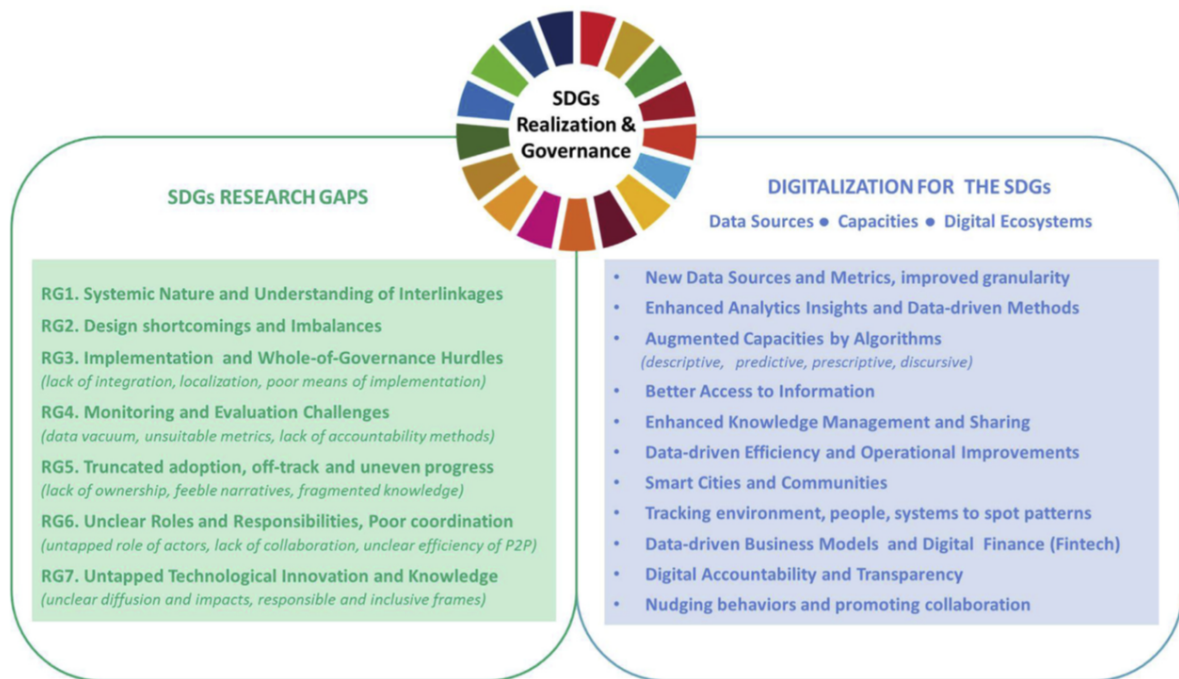 SDGs
Realization &
Governance
SDGs RESEARCH GAPS
RG1. Systemic Nature and Understanding of Interlinkages
RG2. Design shortcomings and Imbalances
RG3. Implementation and Whole-of-Governance Hurdles
(lack of integration, localization, poor means of implementation)
RG4. Monitoring and Evaluation Challenges
(data vacuum, unsuitable metrics, lack of accountability methods)
RG5. Truncated adoption, off-track and uneven progress
(lack of ownership, feeble narratives, fragmented knowledge)
RG6. Unclear Roles and Responsibilities, Poor coordination
(untapped role of actors, lack of collaboration, unclear efficiency of P2P)
RG7. Untapped Technological Innovation and Knowledge
(unclear diffusion and impacts, responsible and inclusive frames)
DIGITALIZATION FOR THE SDGs
Data Sources ● Capacities ● Digital Ecosystems
• New Data Sources and Metrics, improved granularity
• Enhanced Analytics Insights and Data-driven Methods
• Augmented Capacities by Algorithms
(descriptive, predictive, prescriptive, discursive)
• Better Access to Information
• Enhanced Knowledge Management and Sharing
• Data-driven Efficiency and Operational Improvements
• Smart Cities and Communities
• Tracking environment, people, systems to spot patterns
• Data-driven Business Models and Digital Finance (Fintech)
• Digital Accountability and Transparency
• Nudging behaviors and promoting collaboration